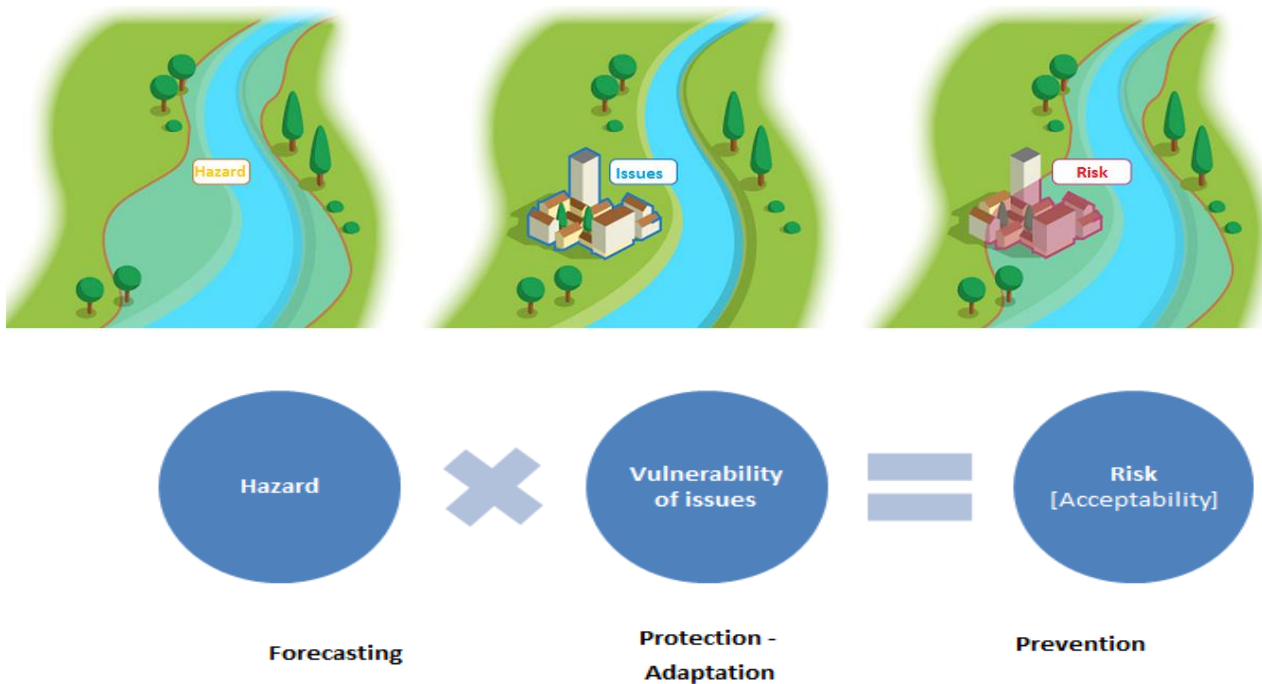 Hazard
Issues
Risk
Hazard
Vulnerability
of issues
Risk
[Acceptability]
Forecasting
Protection -
Adaptation
Prevention